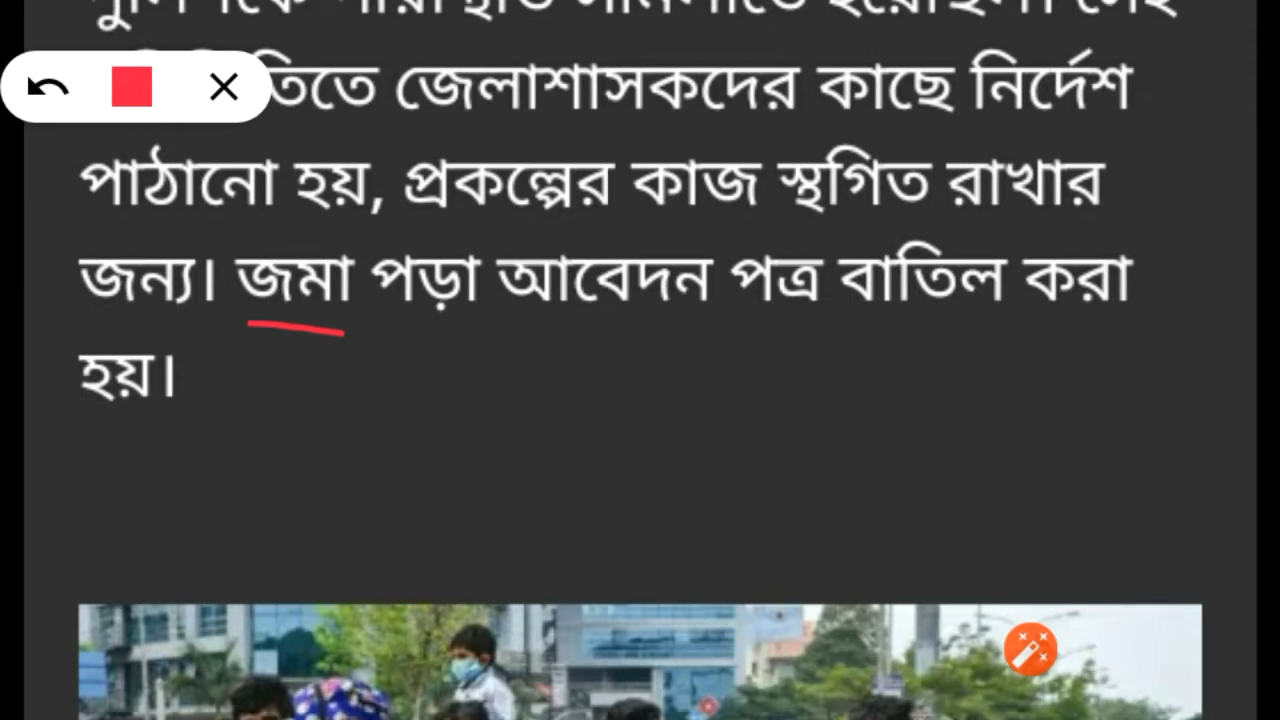 জেলাশাসকদের কাছে নির্দেশ
পাঠানো হয়, প্রকল্পের কাজ স্থগিত রাখার
জন্য। জমা পড়া আবেদন পত্র বাতিল করা
হয়।